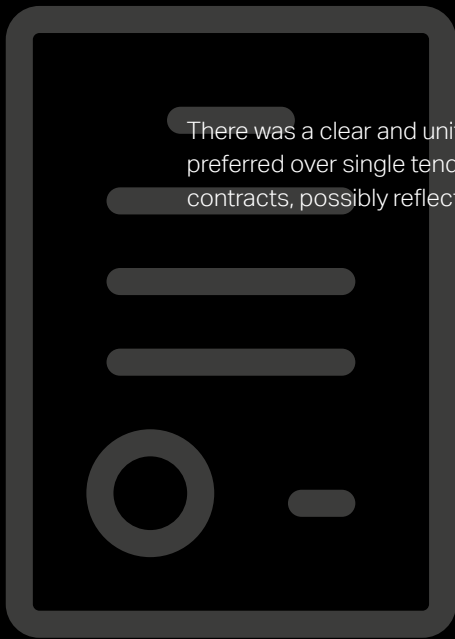 There was a clear and
preferred over single
contracts, possibly